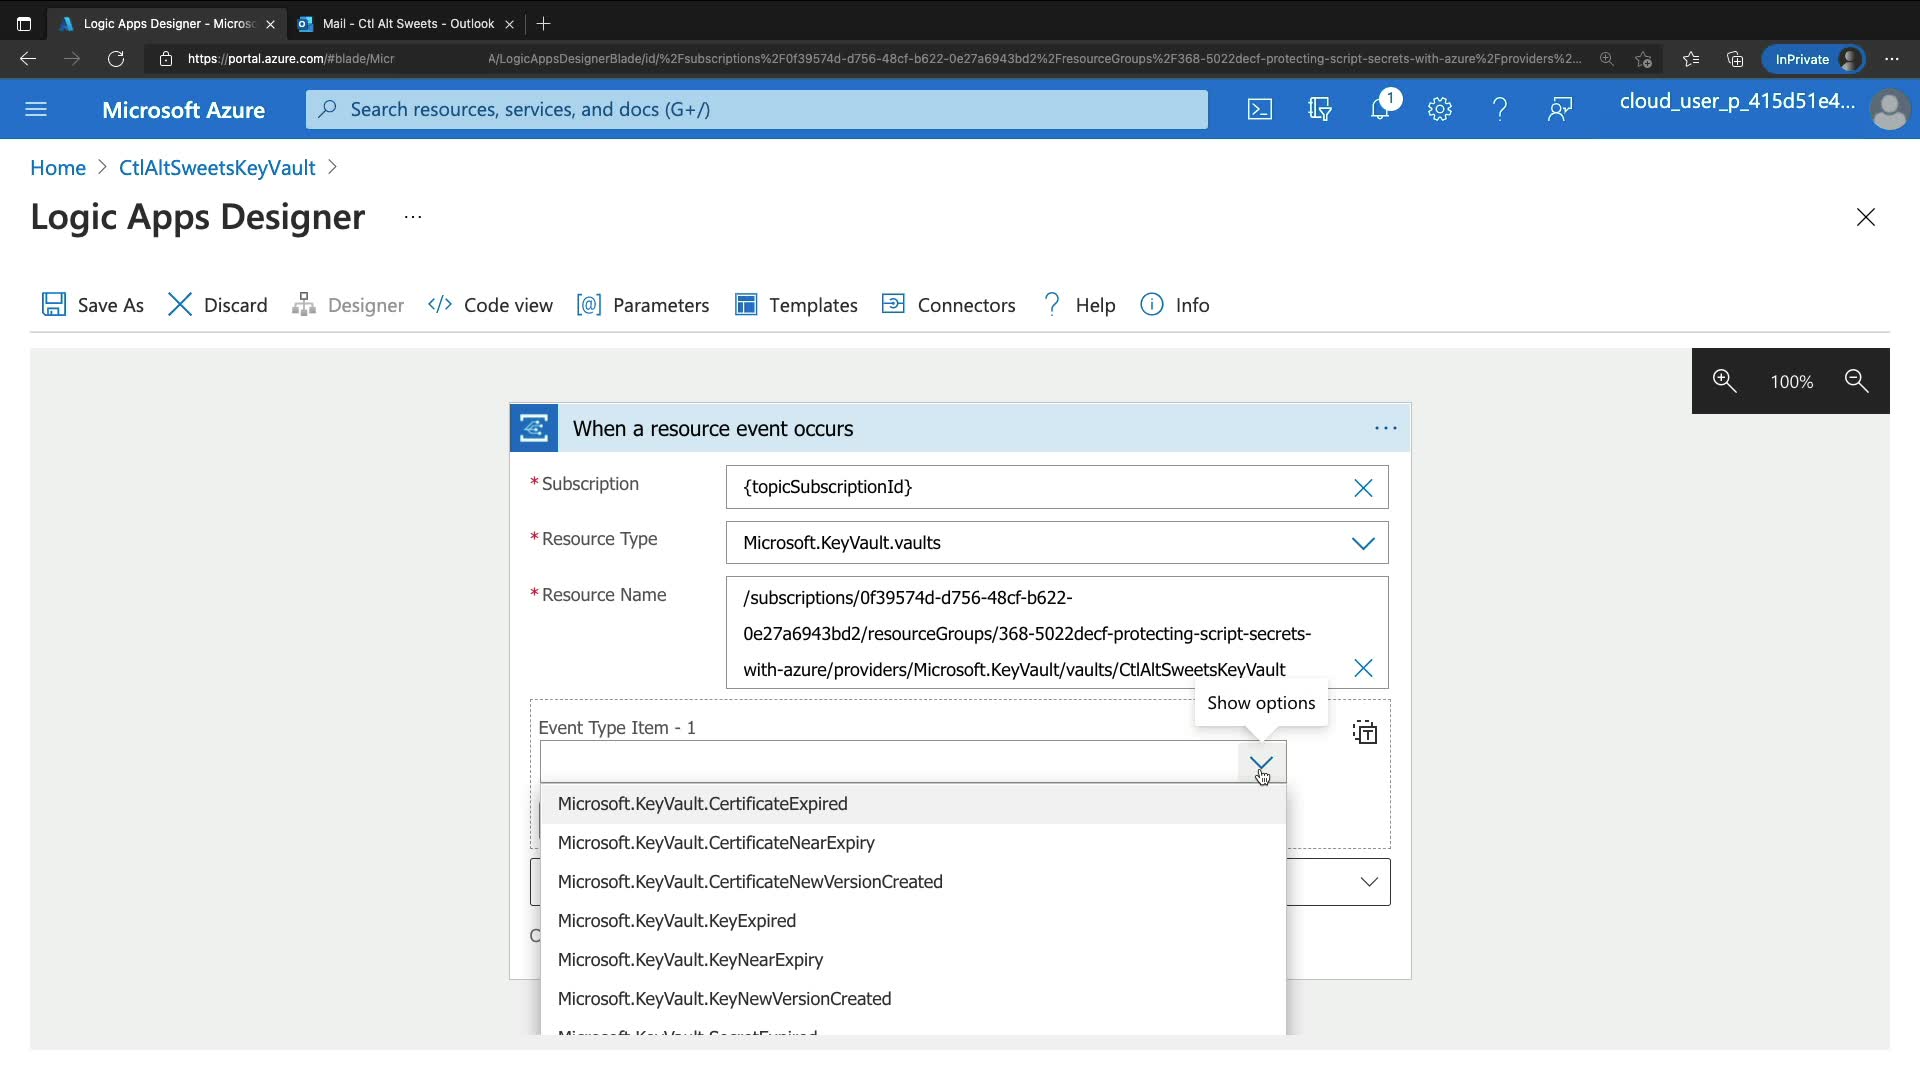 Logic Apps Designer - Micros
Mail - Ctl Alt Sweets - Outlook
https://portal.azure.com/#blade/Micr A/LogicAppsDesignerBlade/id/%2Fsubscriptions%2F0f39574d-d756-48cf-b622-0e27a6943bd2%2FresourceGroups%2F368-5022decf-protecting-script-secrets-with-azure%2Fproviders%2...
InPrivate
Microsoft Azure
Search resources, services, and docs (G+/)
1
cloud_user_p_415d51e4...
Home > CtlAltSweetsKeyVault >
Logic Apps Designer ...
Save As Discard Designer Code view Parameters Templates Connectors Help Info
100%
When a resource event occurs
* Subscription
{topicSubscriptionId}
* Resource Type
Microsoft.KeyVault.vaults
* Resource Name
/subscriptions/0f39574d-d756-48cf-b622-
0e27a6943bd2/resourceGroups/368-5022decf-protecting-script-secrets-
with-azure/providers/Microsoft.KeyVault/vaults/CtlAltSweetsKeyVault
Show options
Event Type Item - 1
Microsoft.KeyVault.CertificateExpired
Microsoft.KeyVault.CertificateNearExpiry
Microsoft.KeyVault.CertificateNewVersionCreated
Microsoft.KeyVault.KeyExpired
Microsoft.KeyVault.KeyNearExpiry
Microsoft.KeyVault.KeyNewVersionCreated
Microsoft.KeyVault.SecretExpired